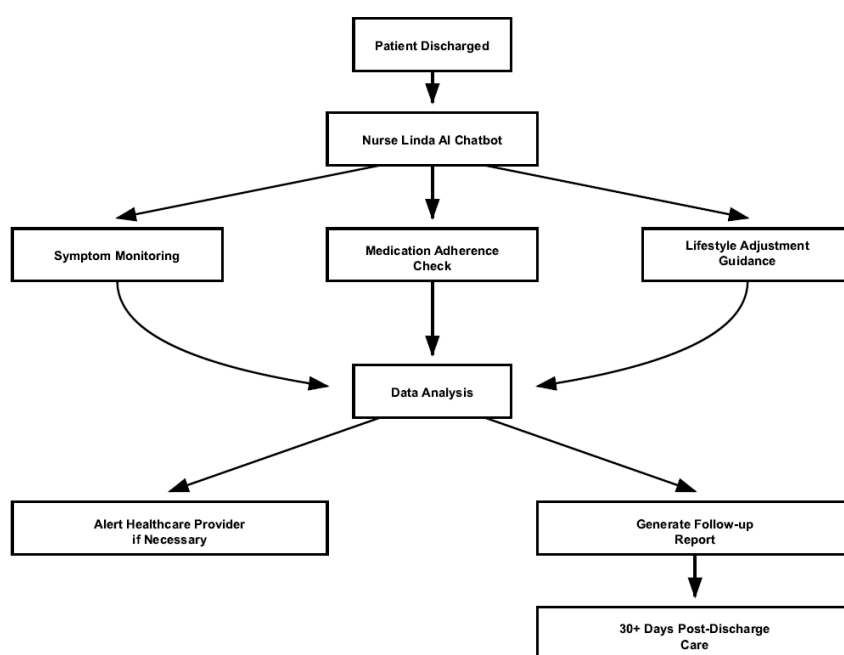 Patient Discharged
Nurse Linda AI Chatbot
Symptom Monitoring
Medication Adherence
Check
Lifestyle Adjustment
Guidance
Data Analysis
Alert Healthcare Provider
if Necessary
Generate Follow-up
Report
30+ Days Post-Discharge
Care